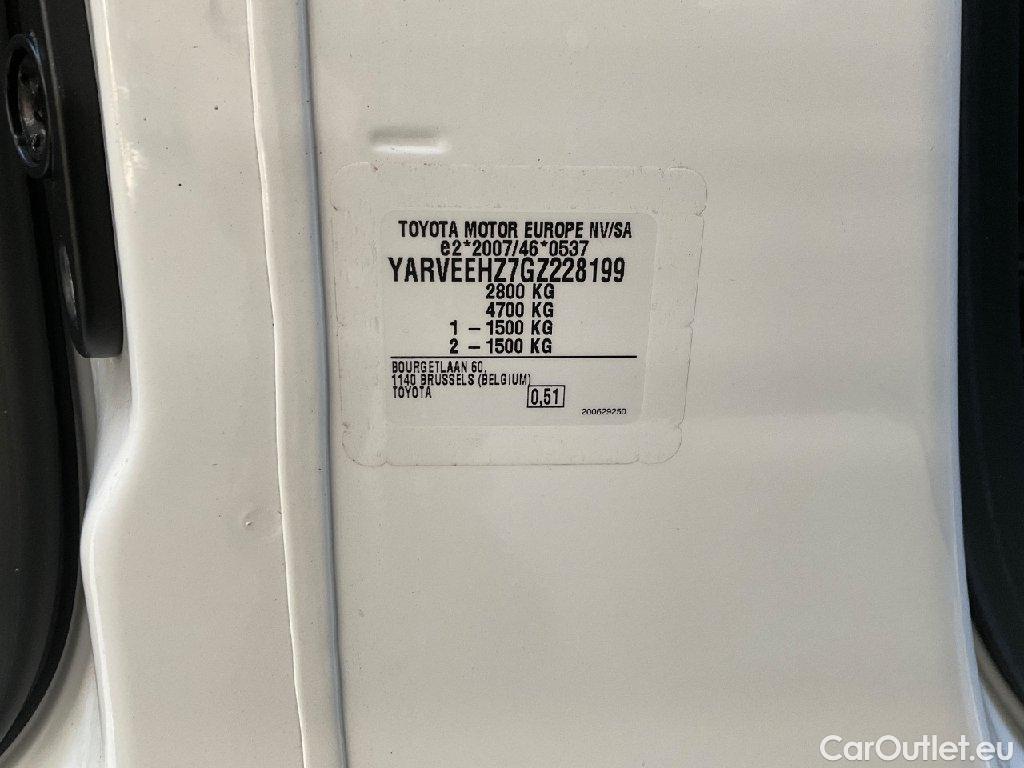 TOYOTA MOTOR EUROPE NV/SA
e2*2007/46*0537
YARVEEHZ7GZ228199
2800 KG
4700 KG
1 - 1500 KG
2 - 1500 KG
BOURGETLAAN 60,
1140 BRUSSELS (BELGIUM)
TOYOTA
0,51
CarOutlet.eu